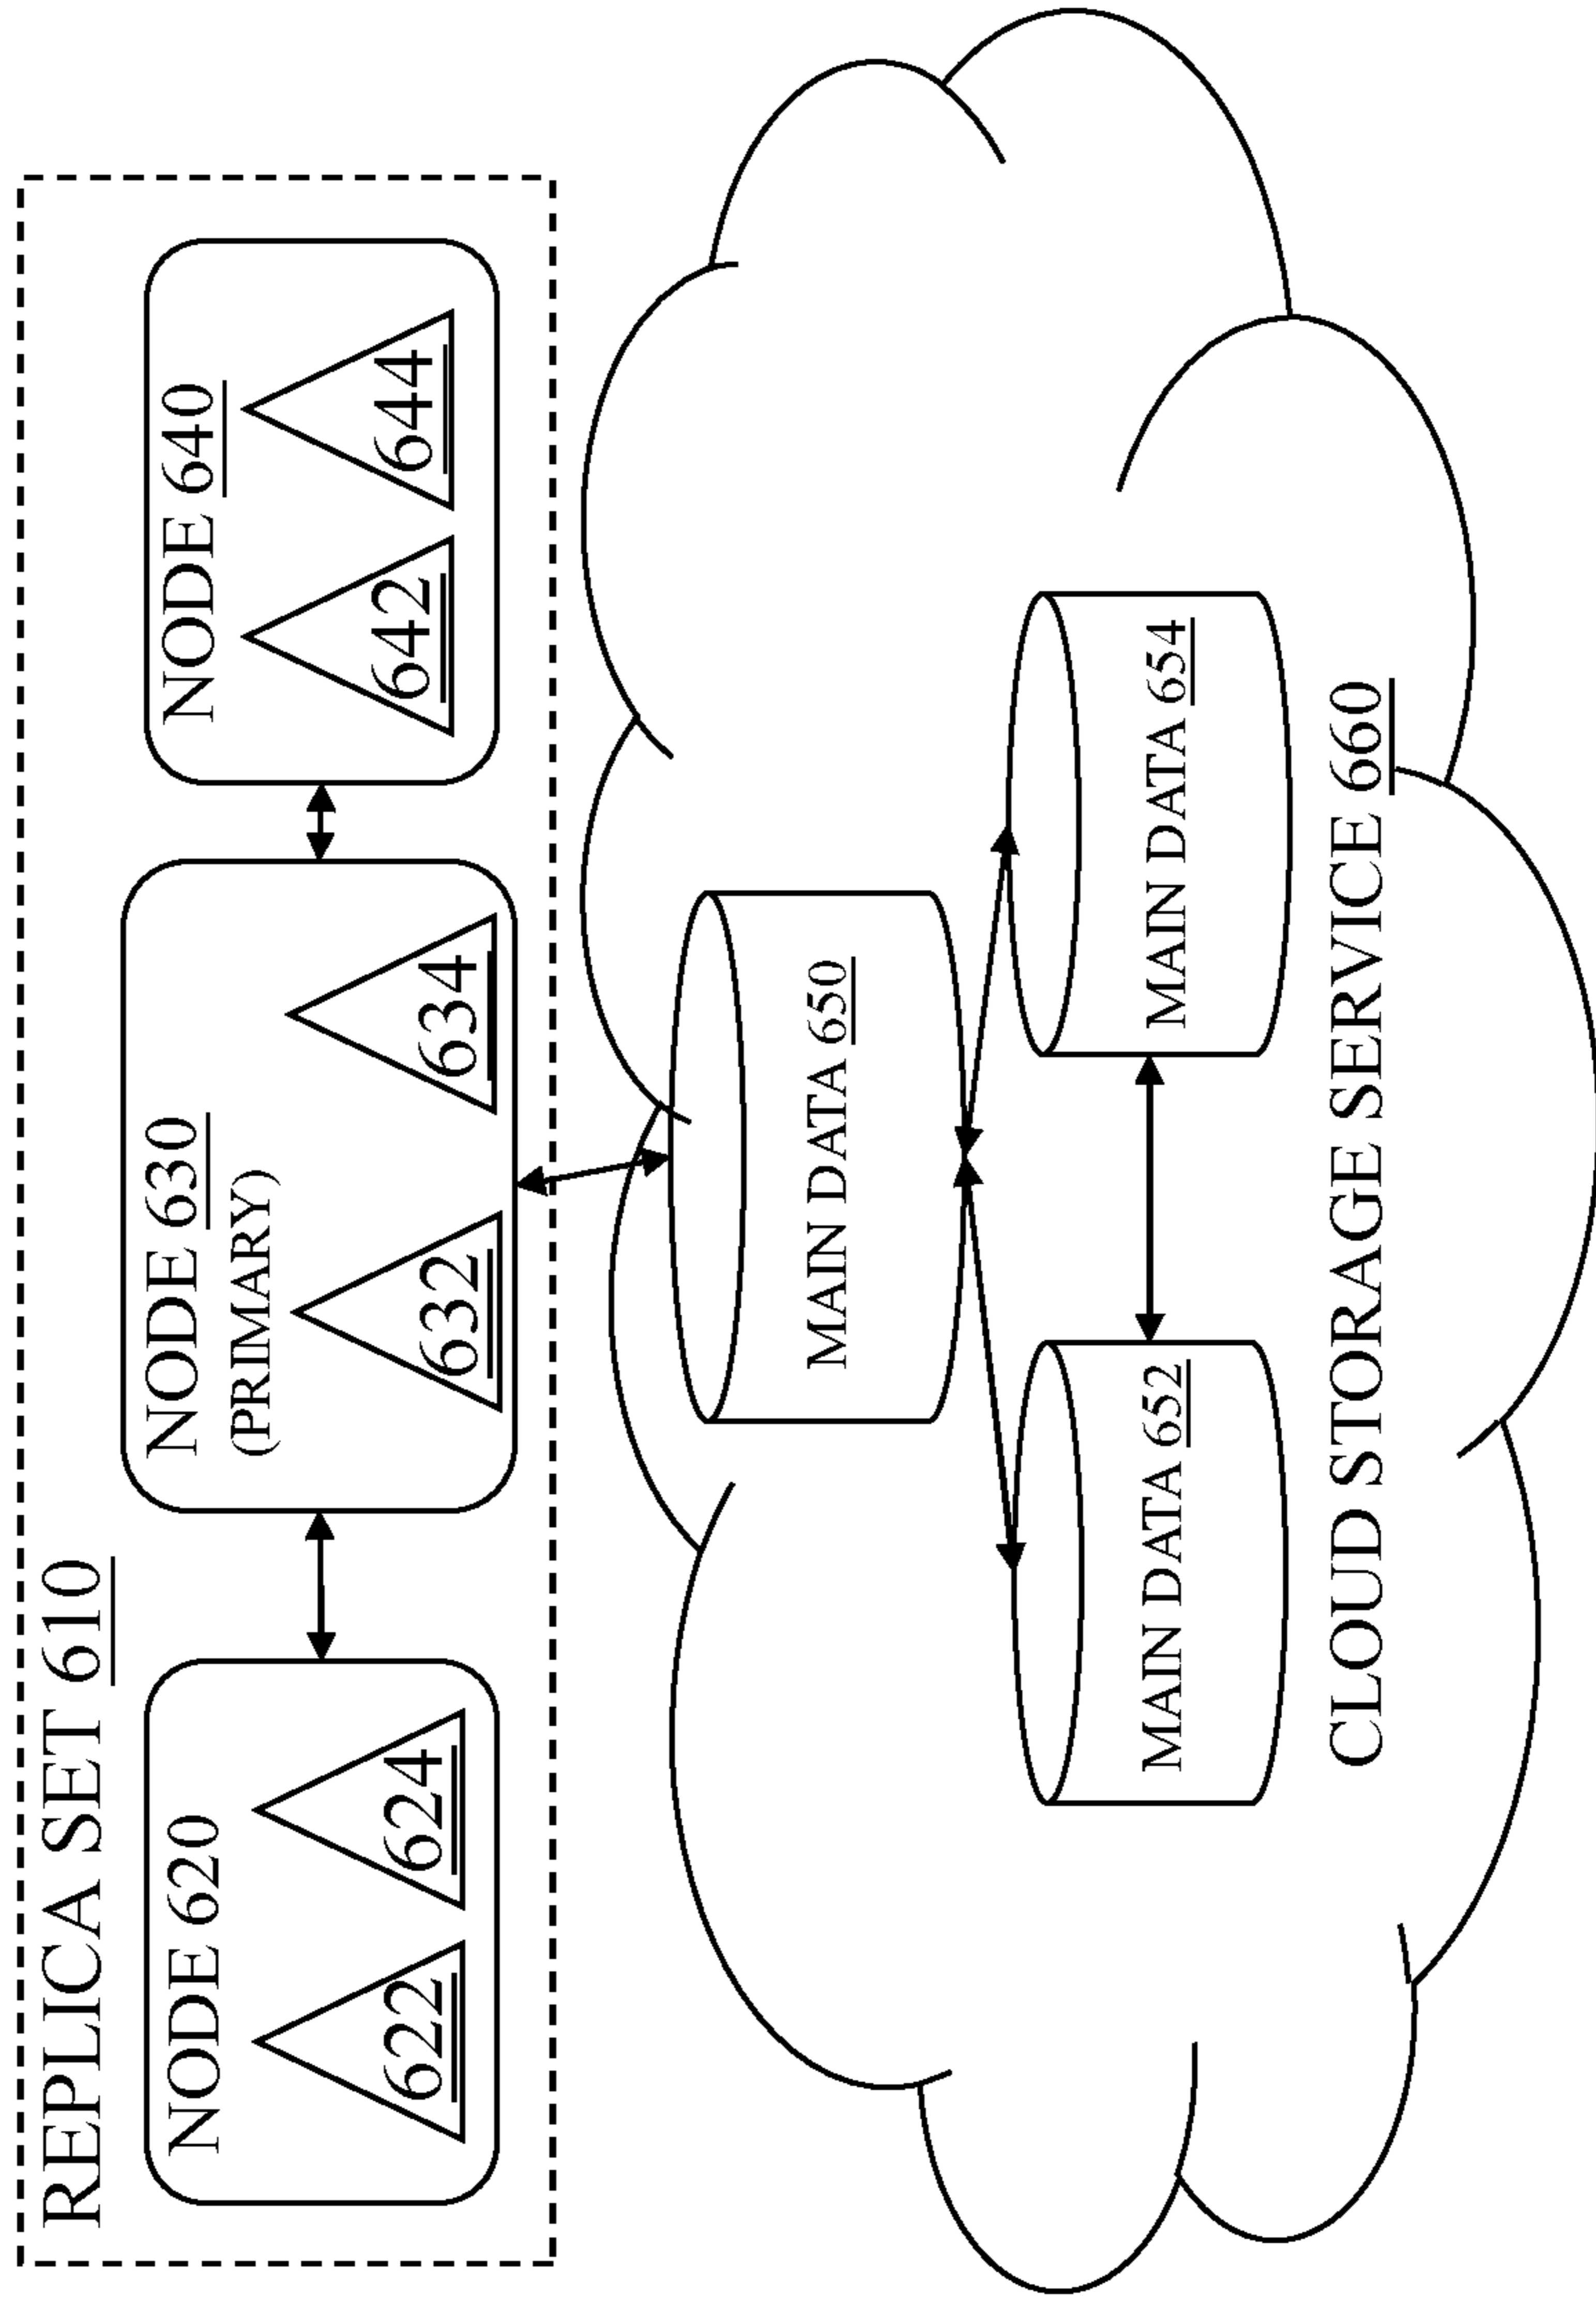 REPLICA SET 610
NODE 620
622
624
NODE 630
(PRIMARY)
632
634
NODE 640
642
644
MAIN DATA 650
MAIN DATA 652
MAIN DATA 654
CLOUD STORAGE SERVICE 660